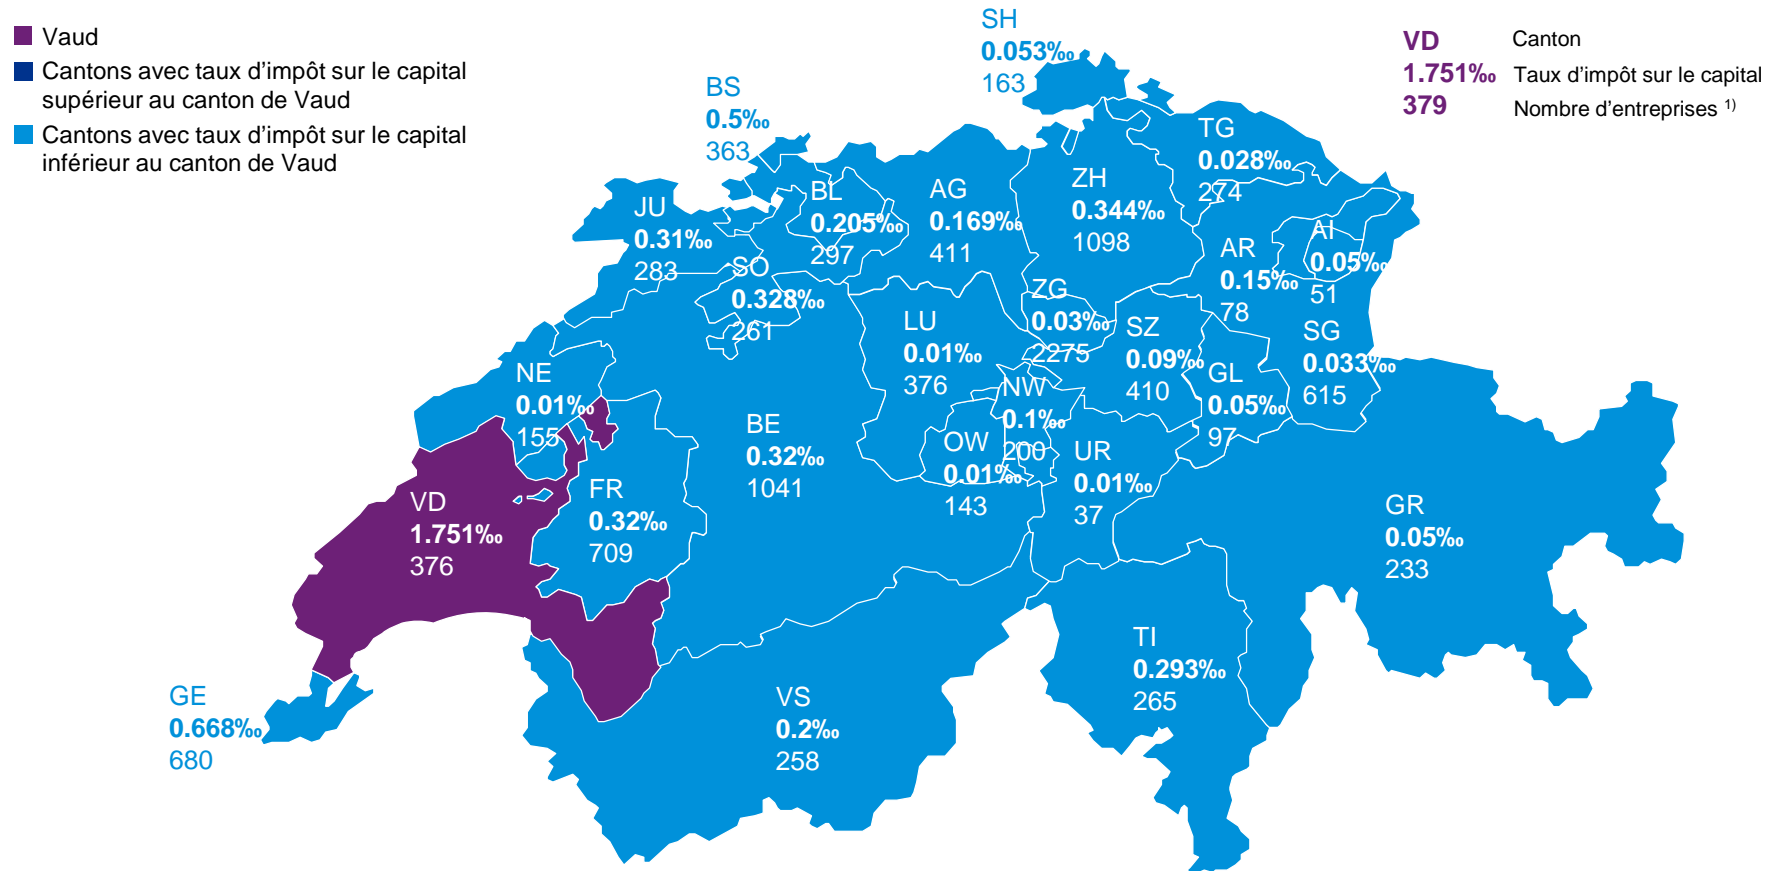 Vaud
Cantons avec taux d'impôt sur le capital
supérieur au canton de Vaud
Cantons avec taux d'impôt sur le capital
inférieur au canton de Vaud
VD Canton
1.751‰ Taux d'impôt sur le capital
379 Nombre d'entreprises 1)
SH
0.053‰
163
BS
0.5‰
363
TG
0.028‰
274
JU
0.31‰
283
BL
0.205‰
297
AG
0.169‰
411
ZH
0.344‰
1098
AR
0.15‰
78
AI
0.05‰
51
SO
0.328‰
261
ZG
0.03‰
2275
LU
0.01‰
376
SZ
0.09‰
410
SG
0.033‰
615
NE
0.01‰
155
GL
0.05‰
97
NW
0.1‰
200
BE
0.32‰
1041
OW
0.01‰
143
UR
0.01‰
37
VD
1.751‰
376
FR
0.32‰
709
GR
0.05‰
233
TI
0.293‰
265
GE
0.668‰
680
VS
0.2‰
258